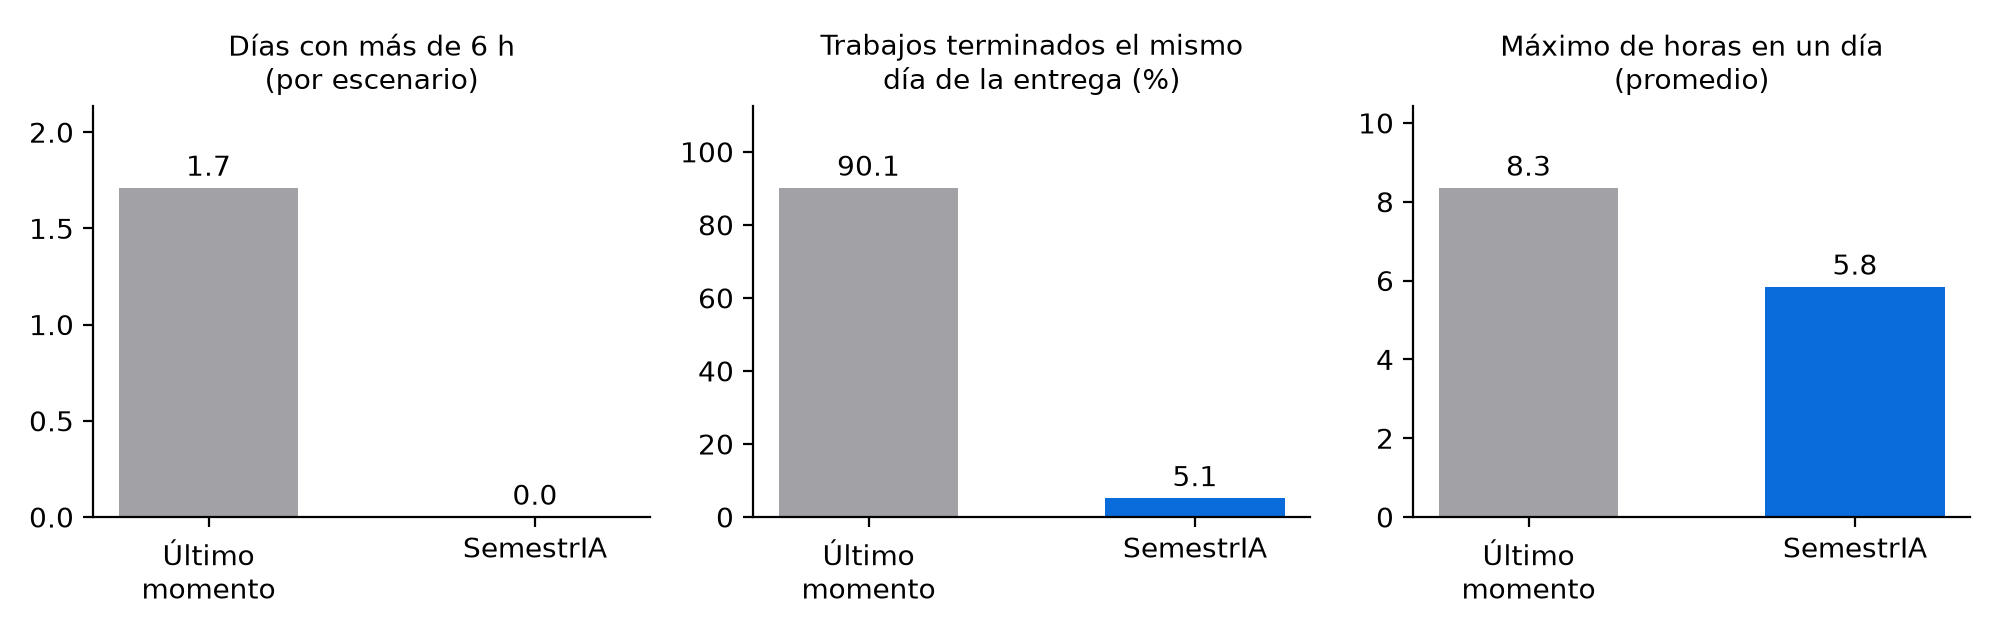 Días con más de 6 h
(por escenario)
2.0
1.5
1.0
0.5
0.0
1.7
0.0
Último
momento
SemestrIA
Trabajos terminados el mismo
día de la entrega (%)
100
80
60
40
20
0
90.1
5.1
Último
momento
SemestrIA
Máximo de horas en un día
(promedio)
10
8
6
4
2
0
8.3
5.8
Último
momento
SemestrIA